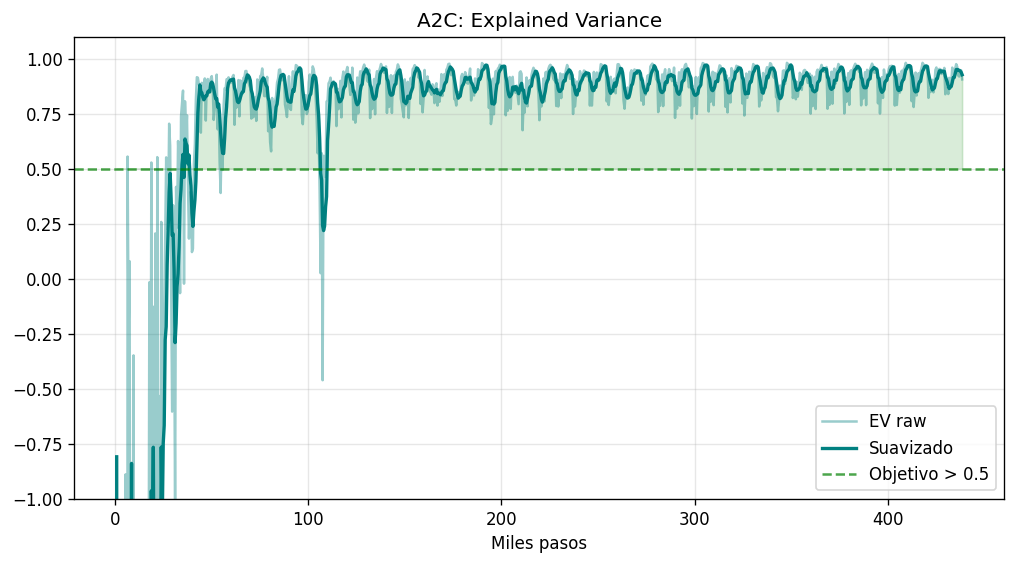 A2C: Explained Variance
1.00
0.75
0.50
0.25
0.00
−0.25
−0.50
−0.75
−1.00
EV raw
Suavizado
Objetivo > 0.5
0 100 200 300 400
Miles pasos